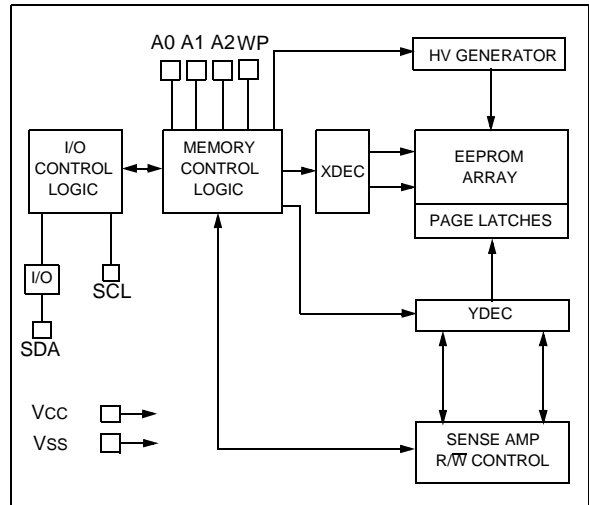 A0 A1 A2 WP
HV GENERATOR
I/O
CONTROL
LOGIC
MEMORY
CONTROL
LOGIC
XDEC
EEPROM
ARRAY
PAGE LATCHES
I/O
SCL
SDA
YDEC
VCC
VSS
SENSE AMP
R/W̅ CONTROL